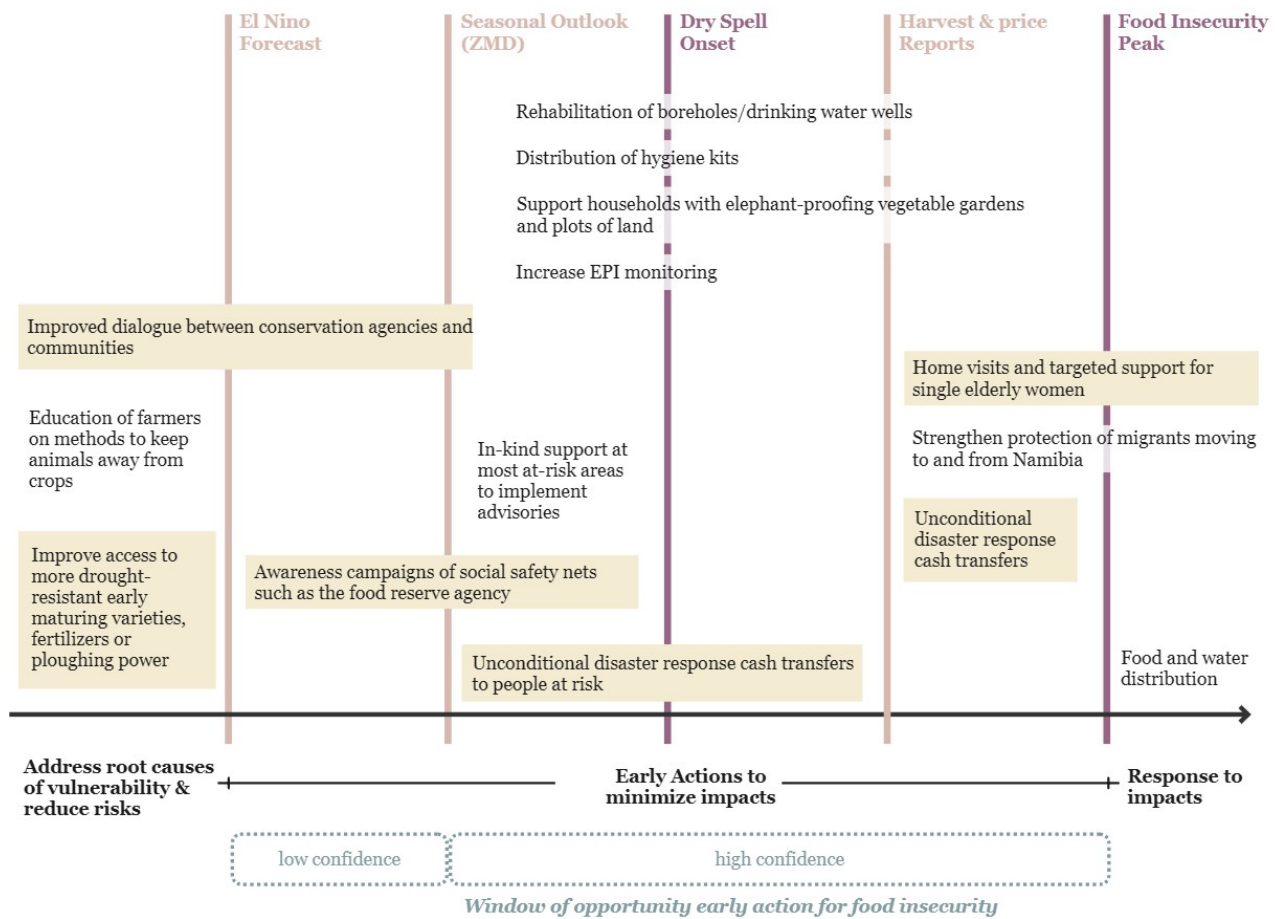 El Nino
Forecast
Seasonal Outlook
(ZMD)
Dry Spell
Onset
Harvest & price
Reports
Food Insecurity
Peak
Rehabilitation of boreholes/drinking water wells
Distribution of hygiene kits
Support households with elephant-proofing vegetable gardens
and plots of land
Increase EPI monitoring
Improved dialogue between conservation agencies and
communities
Home visits and targeted support for
single elderly women
Education of farmers
on methods to keep
animals away from
crops
In-kind support at
most at-risk areas
to implement
advisories
Strengthen protection of migrants moving
to and from Namibia
Unconditional
disaster response
cash transfers
Improve access to
more drought-
resistant early
maturing varieties,
fertilizers or
ploughing power
Awareness campaigns of social safety nets
such as the food reserve agency
Unconditional disaster response cash transfers
to people at risk
Food and water
distribution
Address root causes
of vulnerability &
reduce risks
Early Actions to
minimize impacts
Response to
impacts
low confidence
high confidence
Window of opportunity early action for food insecurity